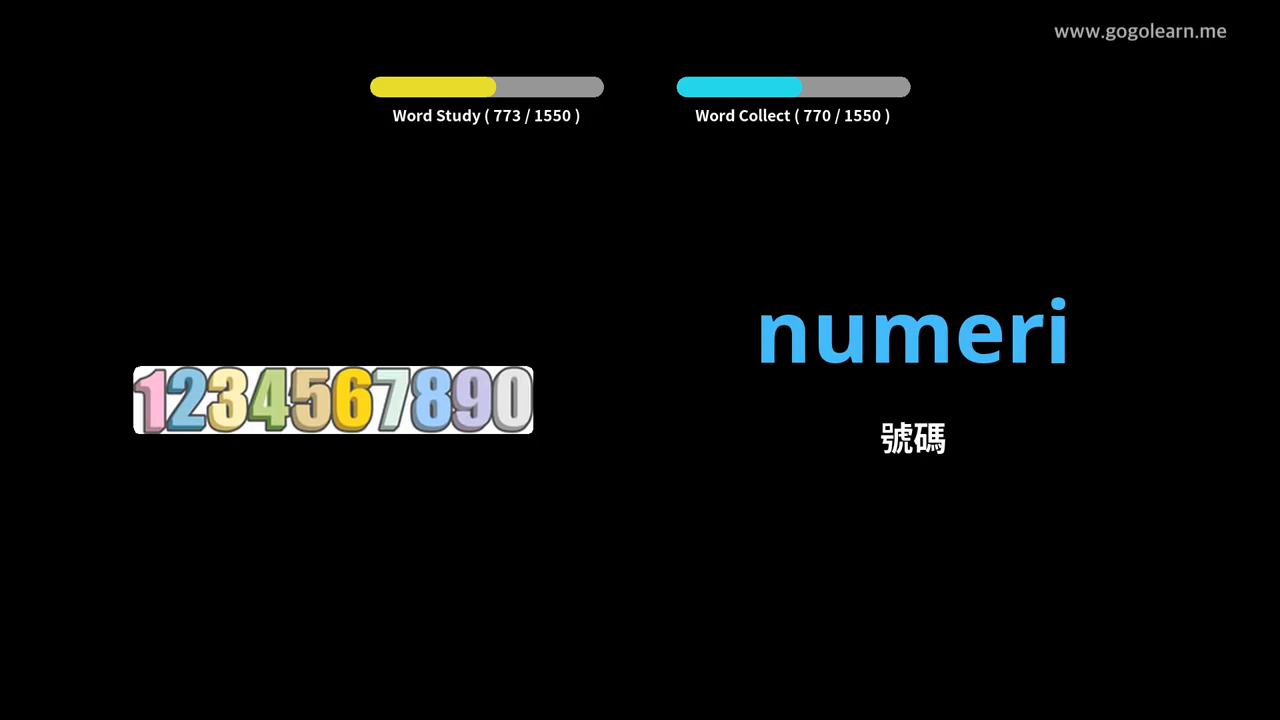 www.gogolearn.me
Word Study ( 773 / 1550 )
Word Collect ( 770 / 1550 )
numeri
1234567890
號碼